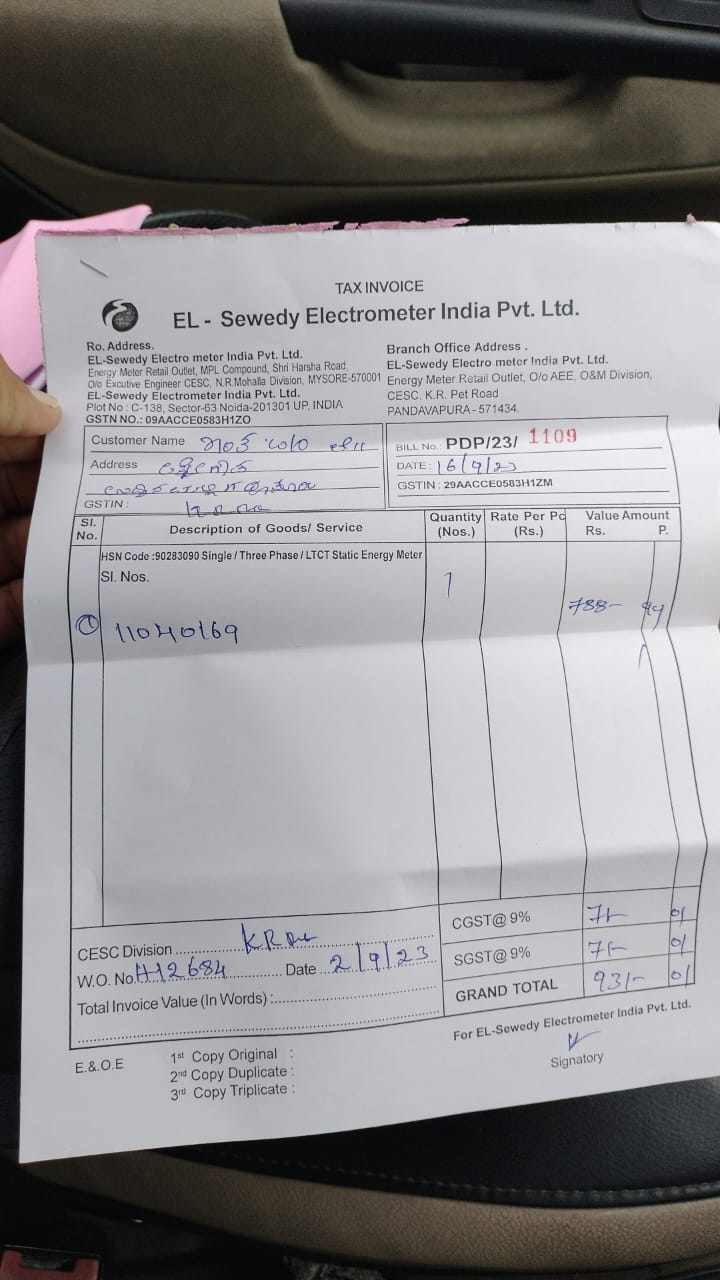 TAX INVOICE
EL - Sewedy Electrometer India Pvt. Ltd.
Ro. Address.
EL-Sewedy Electro meter India Pvt. Ltd.
Energy Meter Retail Outlet, MPL Compound, Shri Harsha Road,
O/o Excutive Engineer CESC, N.R.Mohalla Division, MYSORE-570001
EL-Sewedy Electrometer India Pvt. Ltd.
Plot No : C-138, Sector-63 Noida-201301 UP, INDIA
GSTN NO.: 09AACCE0583H1ZO
Branch Office Address .
EL-Sewedy Electro meter India Pvt. Ltd.
Energy Meter Retail Outlet, O/o AEE, O&M Division,
CESC. K.R. Pet Road
PANDAVAPURA - 571434.
Customer Name
Address
GSTIN :
BILL No.: PDP/23/ 1109
DATE : 16/9/23
GSTIN : 29AACCE0583H1ZM
Sl. No. Description of Goods/ Service Quantity (Nos.) Rate Per Pc (Rs.) Value Amount Rs. P.
HSN Code :90283090 Single / Three Phase / LTCT Static Energy Meter
Sl. Nos. 1
1 11040169 788- 99
CESC Division
W.O. No. 412684 Date 2/9/23
Total Invoice Value (In Words) :
CGST@ 9% 71- 01
SGST@ 9% 71- 01
GRAND TOTAL 931- 01
For EL-Sewedy Electrometer India Pvt. Ltd.
Signatory
E.&.O.E
1st Copy Original :
2nd Copy Duplicate :
3rd Copy Triplicate :